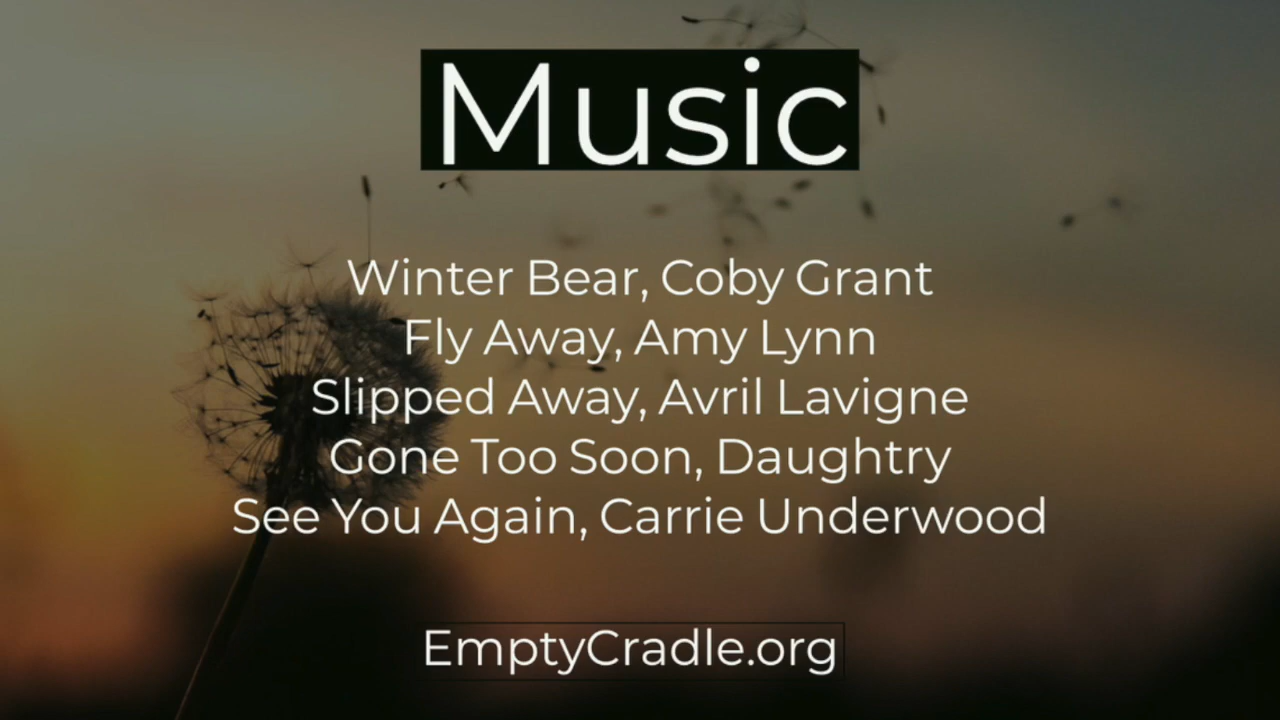 Music
Winter Bear, Coby Grant
Fly Away, Amy Lynn
Slipped Away, Avril Lavigne
Gone Too Soon, Daughtry
See You Again, Carrie Underwood
EmptyCradle.org